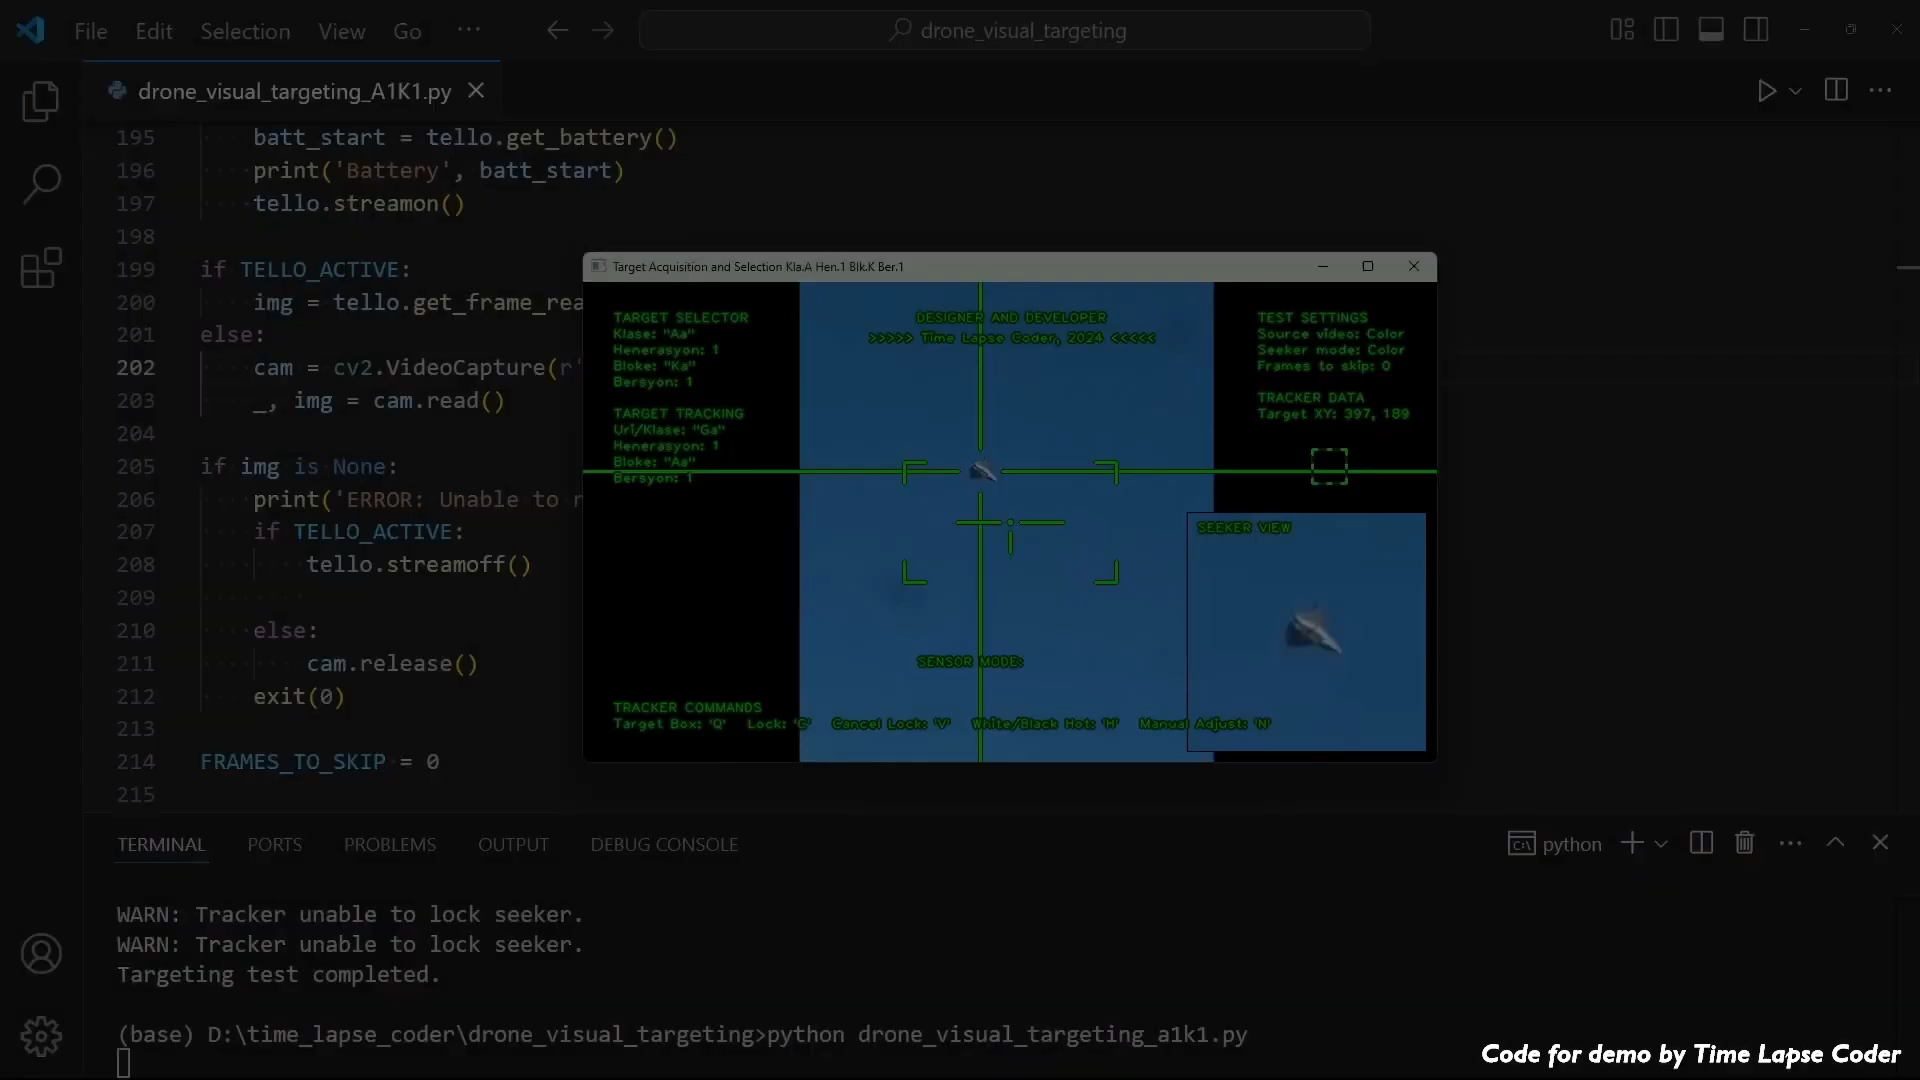 File Edit Selection View Go ...
drone_visual_targeting
drone_visual_targeting_A1K1.py
195 batt_start = tello.get_battery()
196 print('Battery', batt_start)
197 tello.streamon()
198
199 if TELLO_ACTIVE:
200 img = tello.get_frame_rea
201 else:
202 cam = cv2.VideoCapture(r'
203 _, img = cam.read()
204
205 if img is None:
206 print('ERROR: Unable to r
207 if TELLO_ACTIVE:
208 tello.streamoff()
209
210 else:
211 cam.release()
212 exit(0)
213
214 FRAMES_TO_SKIP = 0
215
Target Acquisition and Selection Kla.A Hen.1 Blk.K Ber.1
TARGET SELECTOR
Klase: "Aa"
Henerasyon: 1
Bloke: "Ka"
Bersyon: 1
TARGET TRACKING
Uri/Klase: "Ga"
Henerasyon: 1
Bloke: "Aa"
Bersyon: 1
DESIGNER AND DEVELOPER
>>>>> Time Lapse Coder, 2024 <<<<<
TEST SETTINGS
Source video: Color
Seeker mode: Color
Frames to skip: 0
TRACKER DATA
Target XY: 397, 189
SEEKER VIEW
SENSOR MODE:
TRACKER COMMANDS
Target Box: 'Q' Lock: 'C' Cancel Lock: 'V' White/Black Hot: 'H' Manual Adjust: 'N'
TERMINAL PORTS PROBLEMS OUTPUT DEBUG CONSOLE
python
WARN: Tracker unable to lock seeker.
WARN: Tracker unable to lock seeker.
Targeting test completed.
(base) D:\time_lapse_coder\drone_visual_targeting>python drone_visual_targeting_a1k1.py
Code for demo by Time Lapse Coder